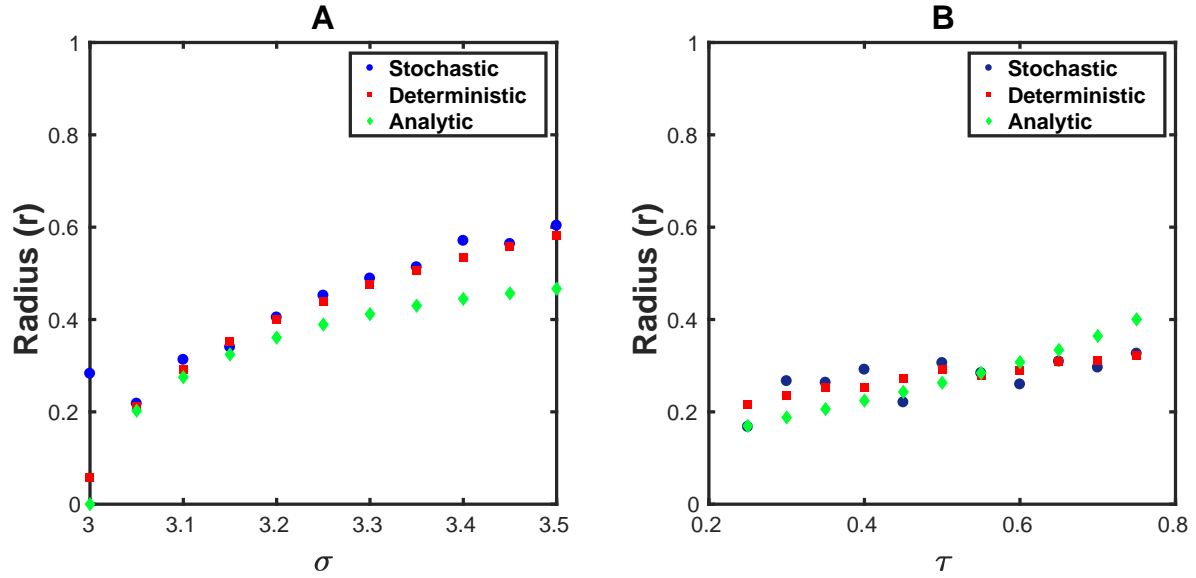 A
Radius (r)
1
0.8
0.6
0.4
0.2
0
Stochastic
Deterministic
Analytic
3
3.1
3.2
3.3
3.4
3.5
σ
B
Radius (r)
1
0.8
0.6
0.4
0.2
0
Stochastic
Deterministic
Analytic
0.2
0.4
0.6
0.8
τ